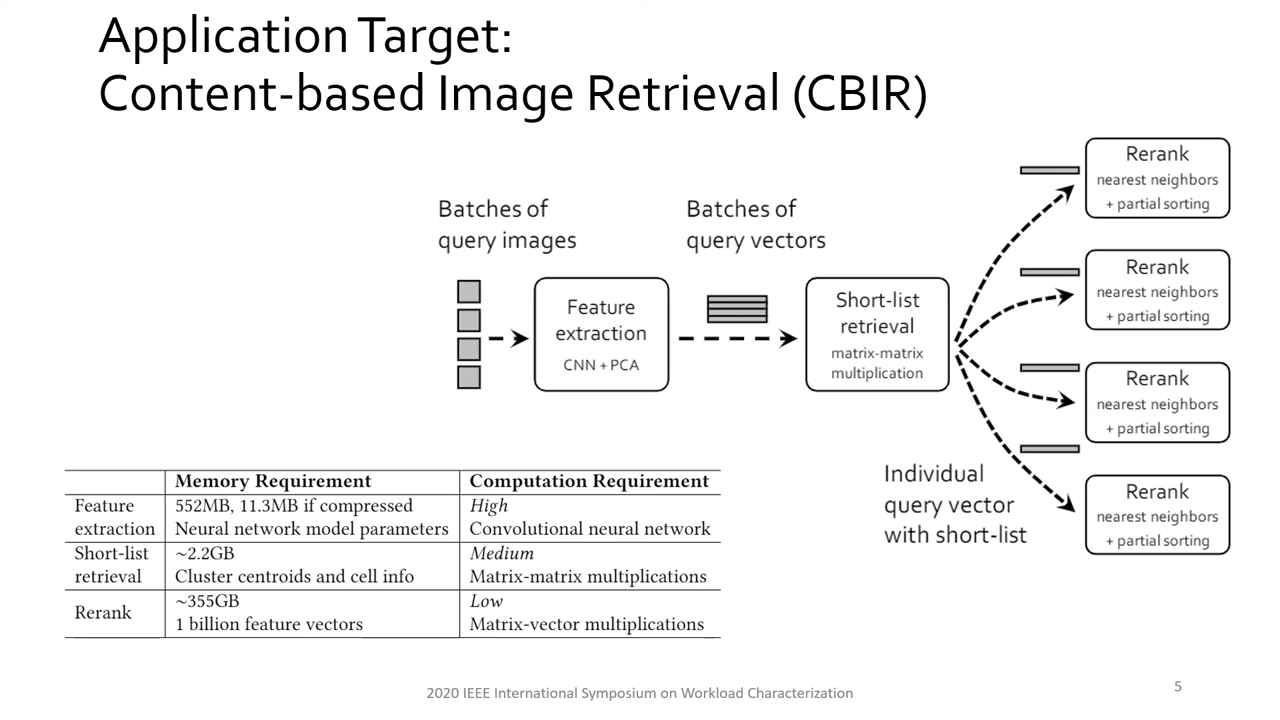 Application Target:
Content-based Image Retrieval (CBIR)
Batches of
query images
Feature
extraction
CNN + PCA
Batches of
query vectors
Short-list
retrieval
matrix-matrix
multiplication
Rerank
nearest neighbors
+ partial sorting
Rerank
nearest neighbors
+ partial sorting
Rerank
nearest neighbors
+ partial sorting
Rerank
nearest neighbors
+ partial sorting
Individual
query vector
with short-list
Memory Requirement Computation Requirement
Feature 552MB, 11.3MB if compressed High
extraction Neural network model parameters Convolutional neural network
Short-list ~2.2GB Medium
retrieval Cluster centroids and cell info Matrix-matrix multiplications
Rerank ~355GB Low
1 billion feature vectors Matrix-vector multiplications
2020 IEEE International Symposium on Workload Characterization
5